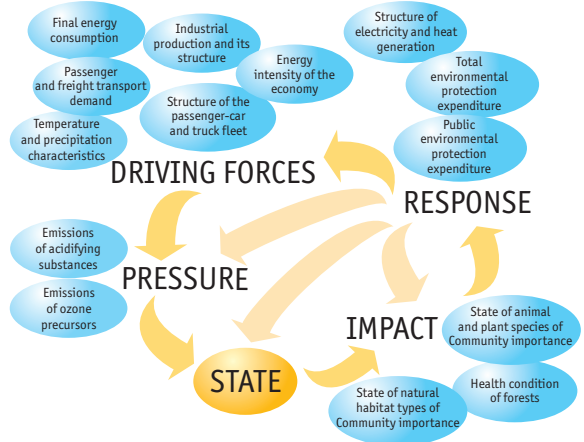 Final energy
consumption
Industrial
production and its
structure
Energy
intensity of the
economy
Passenger
and freight transport
demand
Structure of the
passenger-car
and truck fleet
Temperature
and precipitation
characteristics
Structure of
electricity and heat
generation
Total
environmental
protection
expenditure
Public
environmental
protection
expenditure
DRIVING FORCES
RESPONSE
Emissions
of acidifying
substances
PRESSURE
Emissions
of ozone
precursors
IMPACT
State of animal
and plant species of
Community importance
STATE
State of natural
habitat types of
Community importance
Health condition
of forests